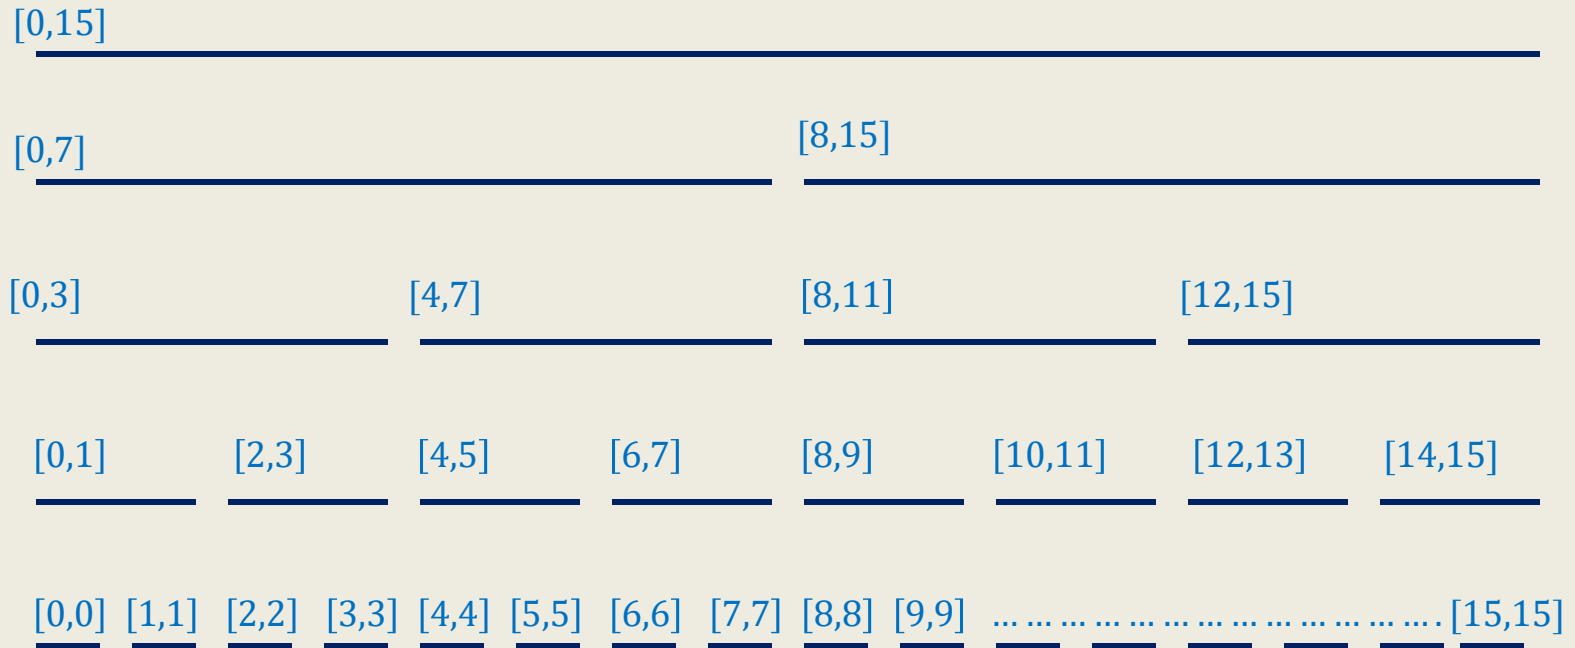 [0,15]
[0,7] [8,15]
[0,3] [4,7] [8,11] [12,15]
[0,1] [2,3] [4,5] [6,7] [8,9] [10,11] [12,13] [14,15]
[0,0] [1,1] [2,2] [3,3] [4,4] [5,5] [6,6] [7,7] [8,8] [9,9] … … … … … … … … … … … … … . [15,15]